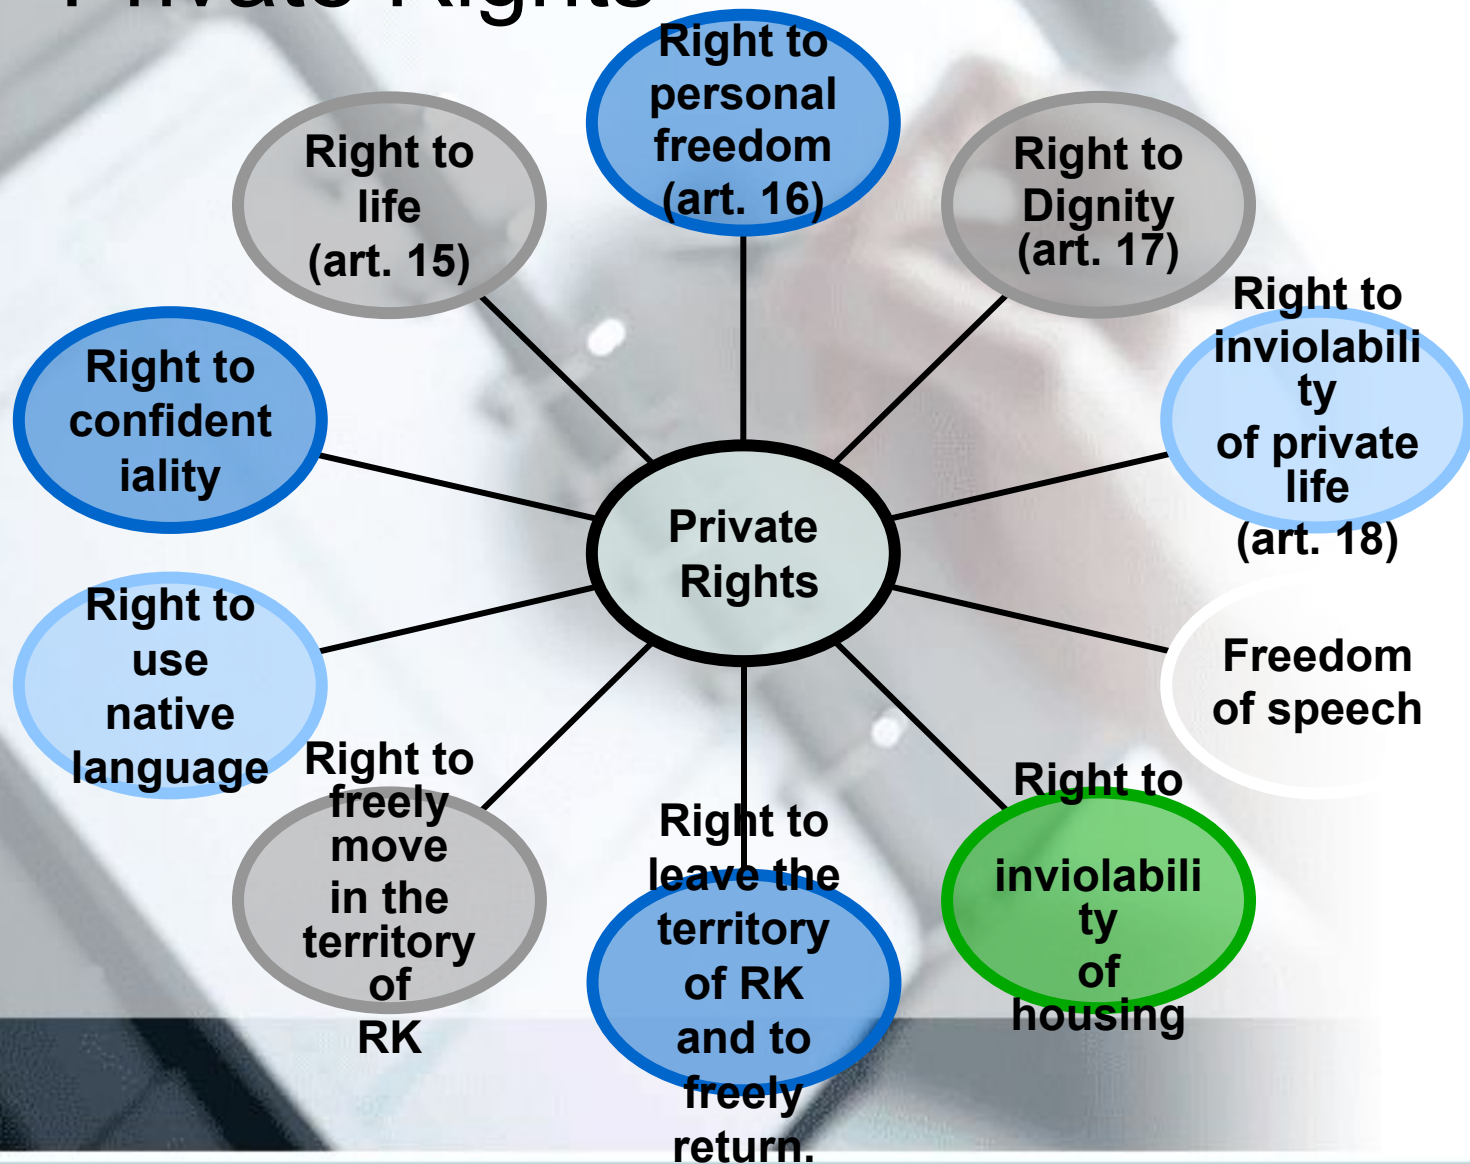 Private Rights
Right to
personal
freedom
(art. 16)
Right to
life
(art. 15)
Right to
Dignity
(art. 17)
Right to
inviolabili
ty
of private
life
(art. 18)
Right to
confident
iality
Private
Rights
Right to
use
native
language
Freedom
of speech
Right to
freely
move
in the
territory
of
RK
Right to
leave the
territory
of RK
and to
freely
return.
Right to
inviolabili
ty
of
housing